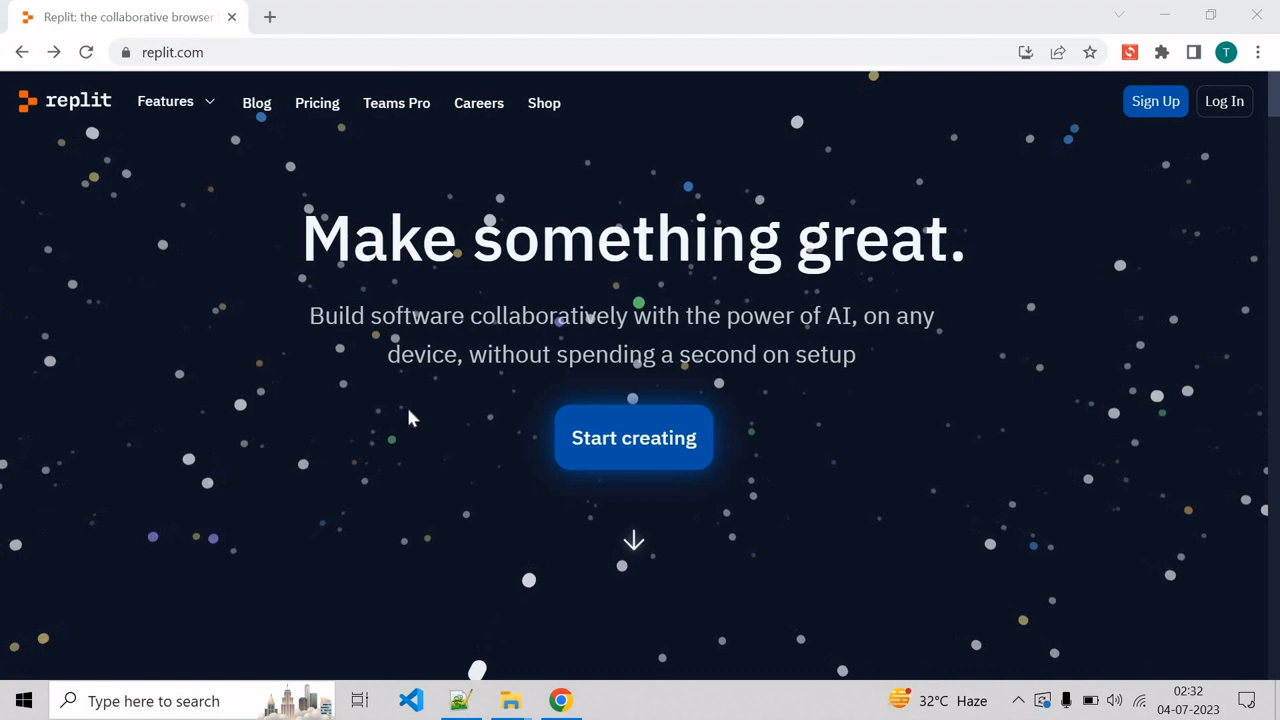 Replit: the collaborative browser
replit.com
T
replit
Features
Blog
Pricing
Teams Pro
Careers
Shop
Sign Up
Log In
Make something great.
Build software collaboratively with the power of AI, on any
device, without spending a second on setup
Start creating
Type here to search
32°C Haze
02:32
04-07-2023